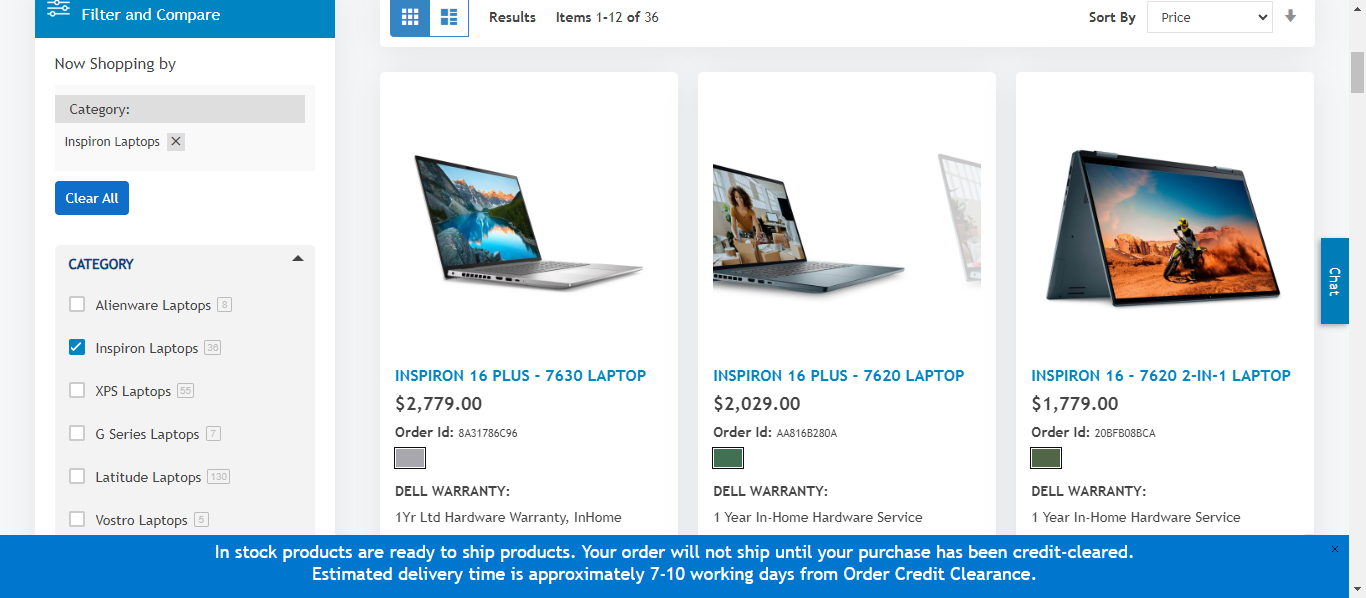 Filter and Compare
Results Items 1-12 of 36
Sort By Price
Now Shopping by
Category:
Inspiron Laptops
Clear All
CATEGORY
Alienware Laptops 8
Inspiron Laptops 36
XPS Laptops 55
G Series Laptops 7
Latitude Laptops 130
Vostro Laptops 5
INSPIRON 16 PLUS - 7630 LAPTOP
$2,779.00
Order Id: 8A31786C96
DELL WARRANTY:
1Yr Ltd Hardware Warranty, InHome
INSPIRON 16 PLUS - 7620 LAPTOP
$2,029.00
Order Id: AA816B280A
DELL WARRANTY:
1 Year In-Home Hardware Service
INSPIRON 16 - 7620 2-IN-1 LAPTOP
$1,779.00
Order Id: 20BFB08BCA
DELL WARRANTY:
1 Year In-Home Hardware Service
Chat
In stock products are ready to ship products. Your order will not ship until your purchase has been credit-cleared.
Estimated delivery time is approximately 7-10 working days from Order Credit Clearance.